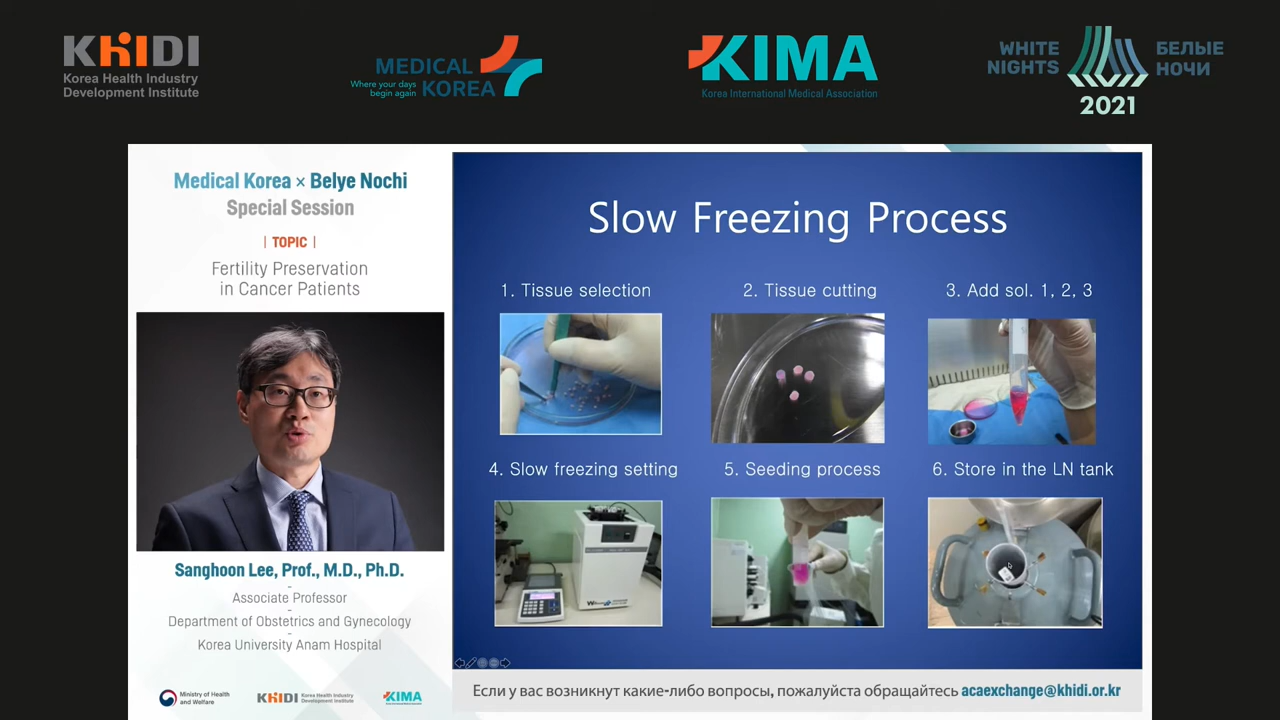 KHIDI
Korea Health Industry
Development Institute
MEDICAL
Where your days
begin again
KOREA
KIMA
Korea International Medical Association
WHITE
NIGHTS
БЕЛЫЕ
НОЧИ
2021
Medical Korea × Belye Nochi
Special Session
| TOPIC |
Fertility Preservation
in Cancer Patients
Sanghoon Lee, Prof., M.D., Ph.D.
Associate Professor
Department of Obstetrics and Gynecology
Korea University Anam Hospital
Ministry of Health
and Welfare
KHIDI
Korea Health Industry
Development Institute
KIMA
Slow Freezing Process
1. Tissue selection
2. Tissue cutting
3. Add sol. 1, 2, 3
4. Slow freezing setting
5. Seeding process
6. Store in the LN tank
Если у вас возникнут какие-либо вопросы, пожалуйста обращайтесь acaexchange@khidi.or.kr